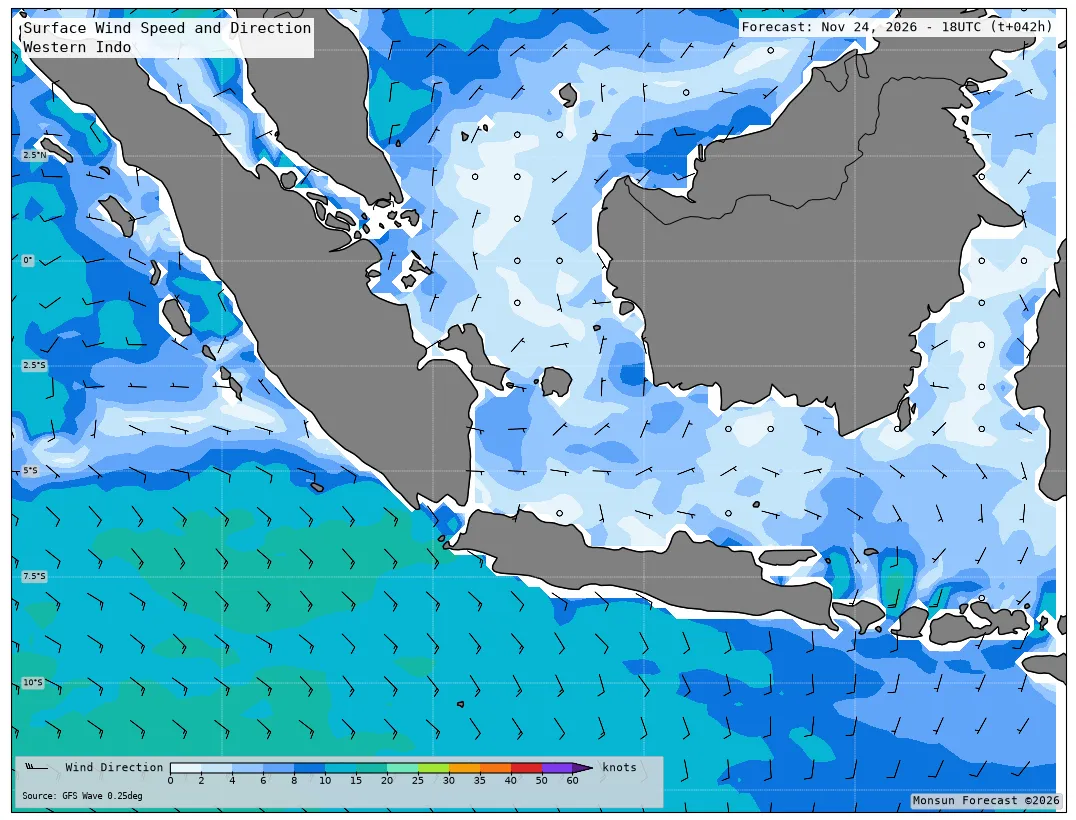 Surface Wind Speed and Direction
Western Indo
Forecast: Nov 24, 2026 - 18UTC (t+042h)
2.5°N
0°
2.5°S
5°S
7.5°S
10°S
Wind Direction
knots
0 2 4 6 8 10 15 20 25 30 35 40 50 60
Source: GFS Wave 0.25deg
Monsun Forecast ©2026